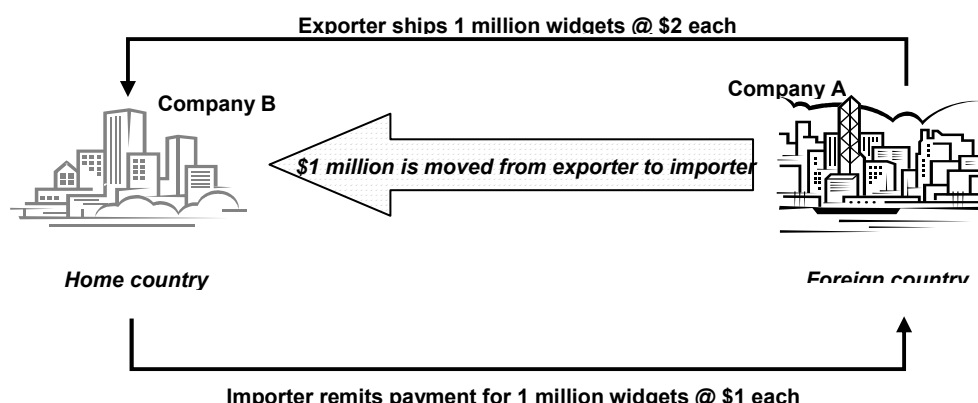 Exporter ships 1 million widgets @ $2 each
Company B
Company A
$1 million is moved from exporter to importer
Home country
Foreign country
Importer remits payment for 1 million widgets @ $1 each